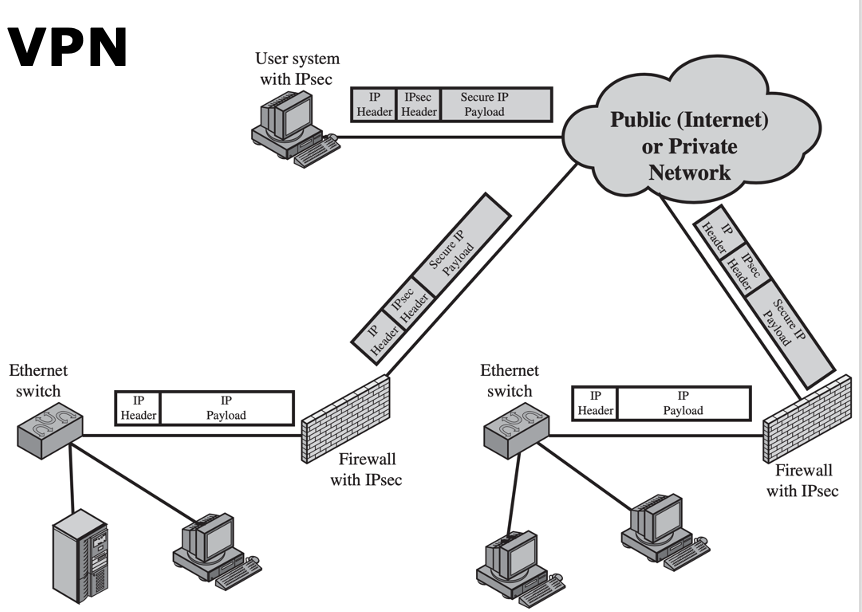 VPN
User system
with IPsec
IP
Header
IPsec
Header
Secure IP
Payload
Public (Internet)
or Private
Network
IP
Header
IPsec
Header
Secure IP
Payload
IP
Header
IPsec
Header
Secure IP
Payload
Ethernet
switch
IP
Header
IP
Payload
Firewall
with IPsec
Ethernet
switch
IP
Header
IP
Payload
Firewall
with IPsec